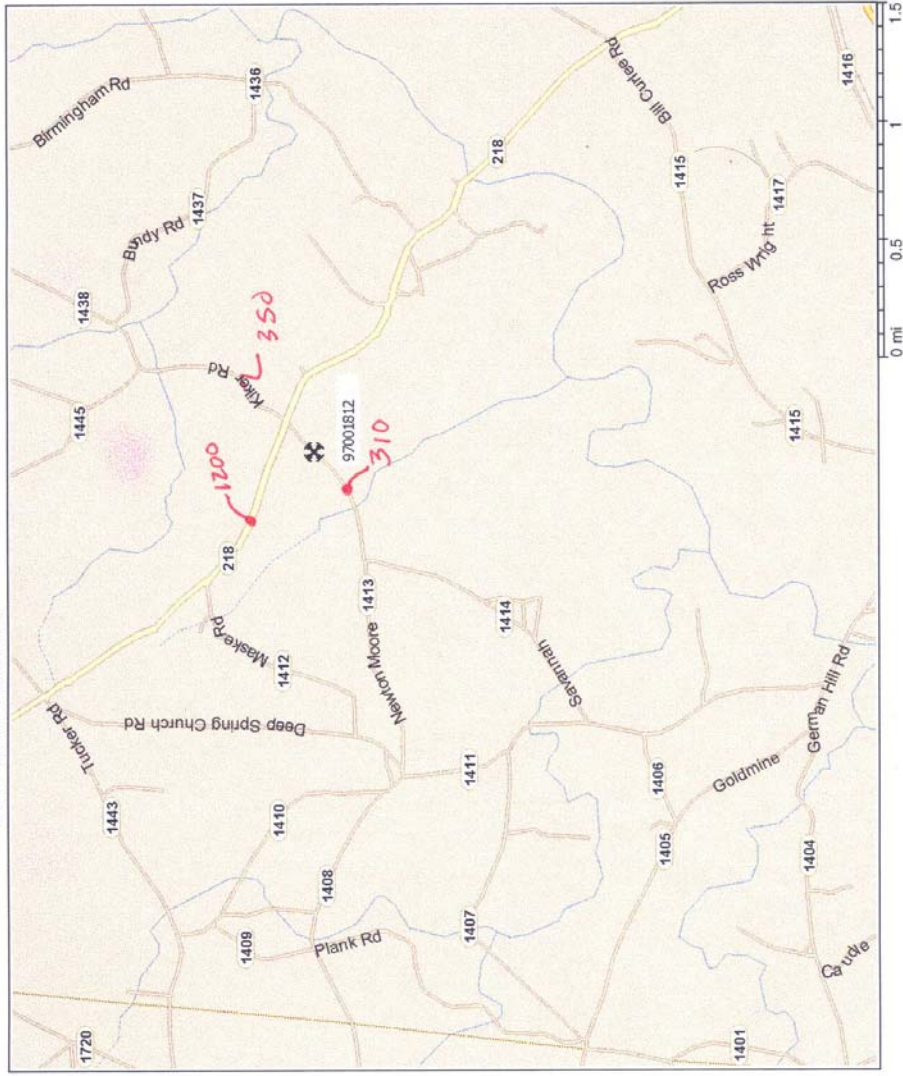 Birmingham Rd
1436
Bundy Rd
1437
1438
1445
Kiker Rd
350
1200
218
97001812
310
218
Bill Curlee Rd
1415
1416
1417
Ross Wright
1415
Tucker Rd
Maske Rd
1412
Deep Spring Church Rd
1413
Newton Moore
1414
Savannah
1443
1410
1411
1408
1409
Plank Rd
1407
1406
1405
Goldmine
German Hill Rd
1404
Caudle
1401
1720
0 mi
0.5
1
1.5